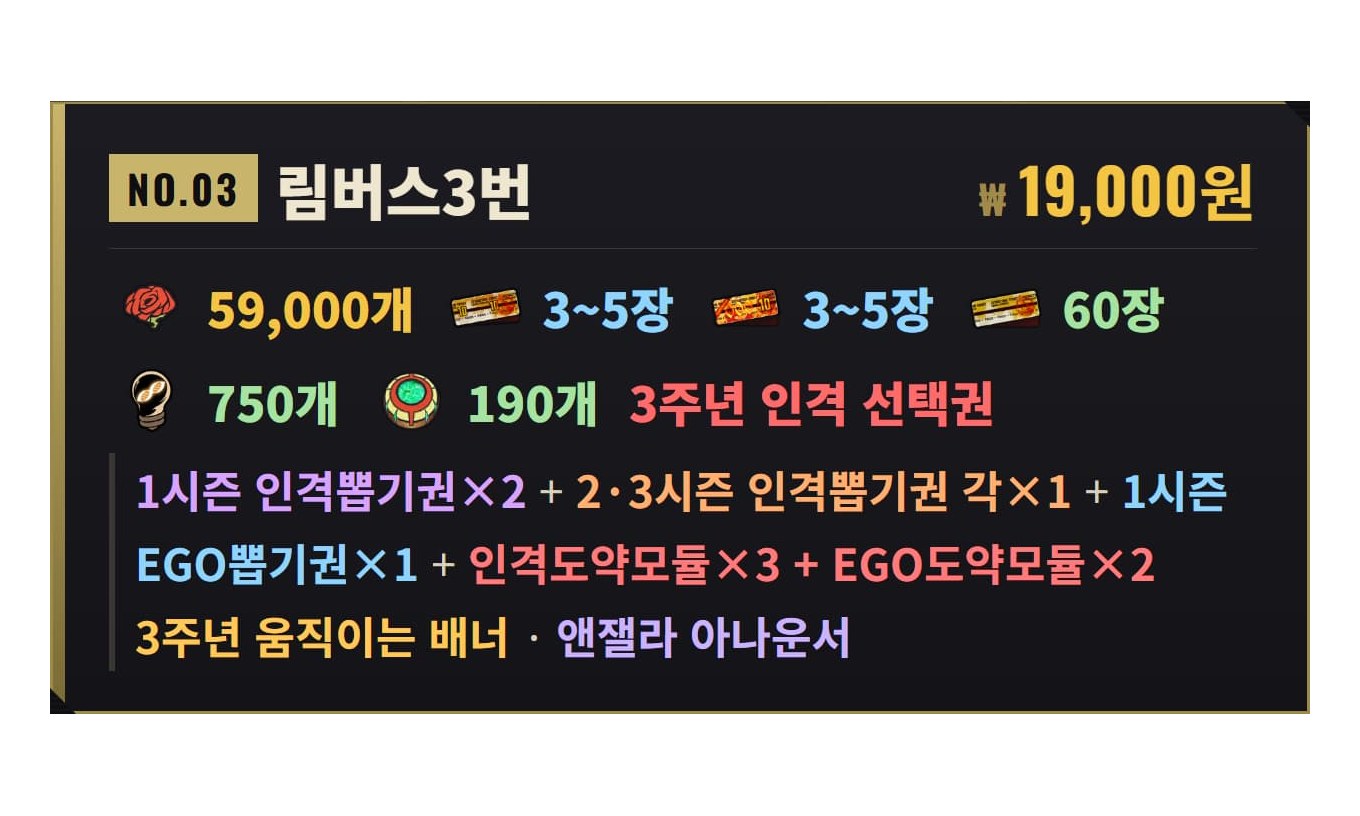 NO.03 림버스3번 ₩ 19,000원
59,000개 3~5장 3~5장 60장
750개 190개 3주년 인격 선택권
1시즌 인격뽑기권×2 + 2·3시즌 인격뽑기권 각×1 + 1시즌
EGO뽑기권×1 + 인격도약모듈×3 + EGO도약모듈×2
3주년 움직이는 배너 · 앤젤라 아나운서